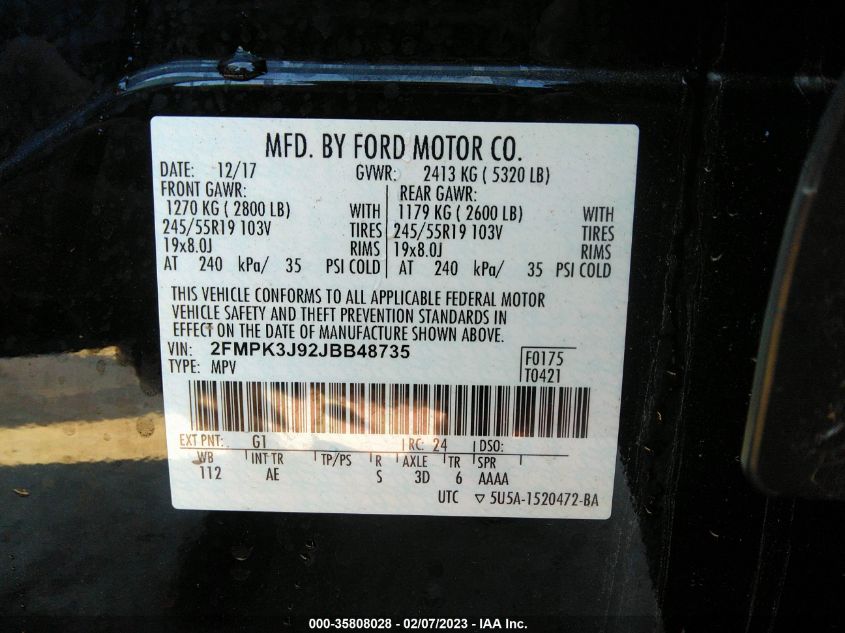 MFD. BY FORD MOTOR CO.
DATE: 12/17 GVWR: 2413 KG ( 5320 LB)
FRONT GAWR: REAR GAWR:
1270 KG ( 2800 LB) WITH 1179 KG ( 2600 LB) WITH
245/55R19 103V TIRES 245/55R19 103V TIRES
19x8.0J RIMS 19x8.0J RIMS
AT 240 kPa/ 35 PSI COLD AT 240 kPa/ 35 PSI COLD
THIS VEHICLE CONFORMS TO ALL APPLICABLE FEDERAL MOTOR
VEHICLE SAFETY AND THEFT PREVENTION STANDARDS IN
EFFECT ON THE DATE OF MANUFACTURE SHOWN ABOVE.
VIN: 2FMPK3J92JBB48735 F0175
TYPE: MPV T0421
EXT PNT: G1 RC: 24 DSO:
WB INT TR TP/PS R AXLE TR SPR
112 AE S 3D 6 AAAA
UTC ▽ 5U5A-1520472-BA
000-35808028 - 02/07/2023 - IAA Inc.